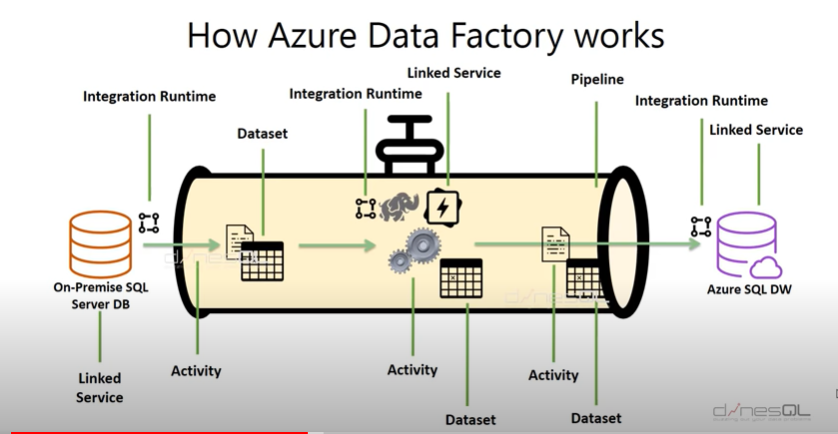 How Azure Data Factory works
Linked Service
Integration Runtime
Integration Runtime
Pipeline
Integration Runtime
Dataset
Linked Service
On-Premise SQL
Server DB
Azure SQL DW
Linked
Service
Activity
Activity
Activity
Dataset
Dataset